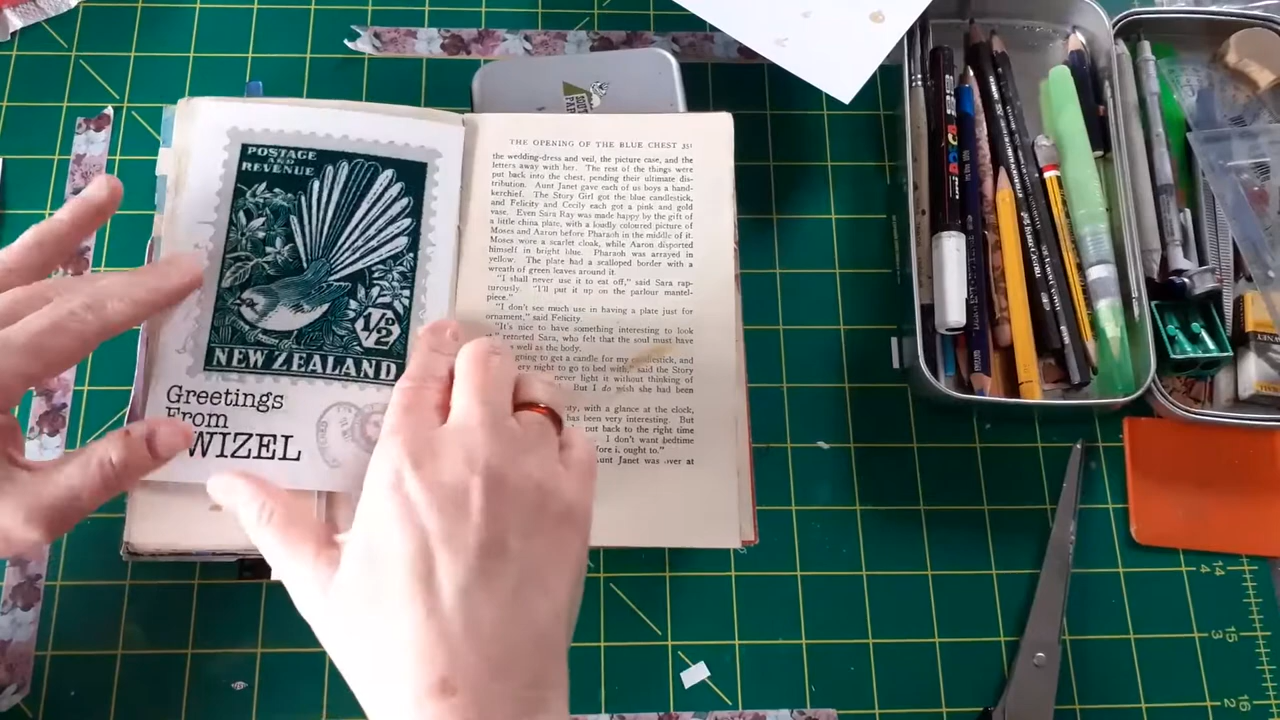 POSTAGE
AND
REVENUE
1/2D
NEW ZEALAND
Greetings
From
TWIZEL
THE OPENING OF THE BLUE CHEST 351
the wedding-dress and veil, the picture case, and the
letters away with her. The rest of the things were
put back into the chest, pending their ultimate dis-
tribution. Aunt Janet gave each of us boys a hand-
kerchief. The Story Girl got the blue candlestick,
and Felicity and Cecily each got a pink and gold
vase. Even Sara Ray was made happy by the gift of
a little china plate, with a loudly coloured picture of
Moses and Aaron before Pharaoh in the middle of it.
Moses wore a scarlet cloak, while Aaron disported
himself in bright blue. Pharaoh was arrayed in
yellow. The plate had a scalloped border with a
wreath of green leaves around it.
"I shall never use it to eat off," said Sara rap-
turously. "I'll put it up on the parlour mantel-
piece."
"I don't see much use in having a plate just for
ornament," said Felicity.
"It's nice to have something interesting to look
retorted Sara, who felt that the soul must have
as well as the body.
going to get a candle for my candlestick, and
ery night to go to bed with," said the Story
never light it without thinking of
But I do wish she had been
ty, with a glance at the clock,
has been very interesting. But
put back to the right time
I don't want bedtime
fore it ought to."
Aunt Janet was over at
14
15
16
3
2